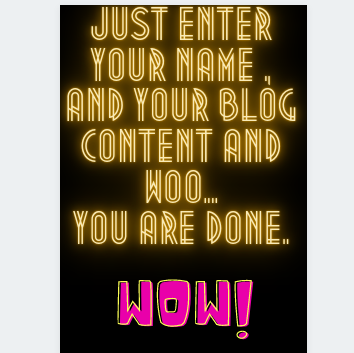 JUST ENTER
YOUR NAME ,
AND YOUR BLOG
CONTENT AND
WOO...
YOU ARE DONE.
WOW!